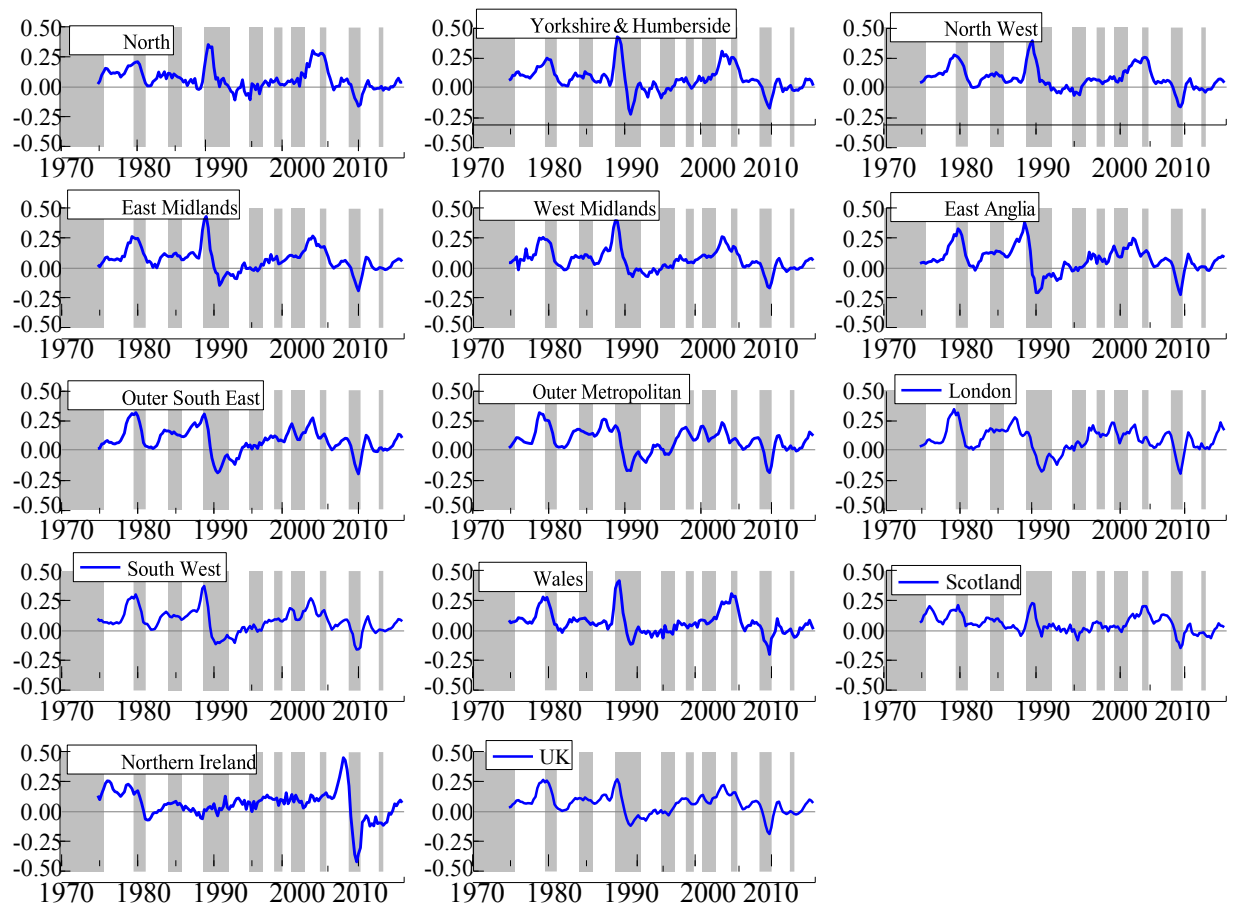 North
0.50
0.25
0.00
-0.25
-0.50
1970 1980 1990 2000 2010
Yorkshire & Humberside
0.50
0.25
0.00
-0.25
-0.50
1970 1980 1990 2000 2010
North West
0.50
0.25
0.00
-0.25
-0.50
1970 1980 1990 2000 2010
East Midlands
0.50
0.25
0.00
-0.25
-0.50
1970 1980 1990 2000 2010
West Midlands
0.50
0.25
0.00
-0.25
-0.50
1970 1980 1990 2000 2010
East Anglia
0.50
0.25
0.00
-0.25
-0.50
1970 1980 1990 2000 2010
Outer South East
0.50
0.25
0.00
-0.25
-0.50
1970 1980 1990 2000 2010
Outer Metropolitan
0.50
0.25
0.00
-0.25
-0.50
1970 1980 1990 2000 2010
London
0.50
0.25
0.00
-0.25
-0.50
1970 1980 1990 2000 2010
South West
0.50
0.25
0.00
-0.25
-0.50
1970 1980 1990 2000 2010
Wales
0.50
0.25
0.00
-0.25
-0.50
1970 1980 1990 2000 2010
Scotland
0.50
0.25
0.00
-0.25
-0.50
1970 1980 1990 2000 2010
Northern Ireland
0.50
0.25
0.00
-0.25
-0.50
1970 1980 1990 2000 2010
UK
0.50
0.25
0.00
-0.25
-0.50
1970 1980 1990 2000 2010